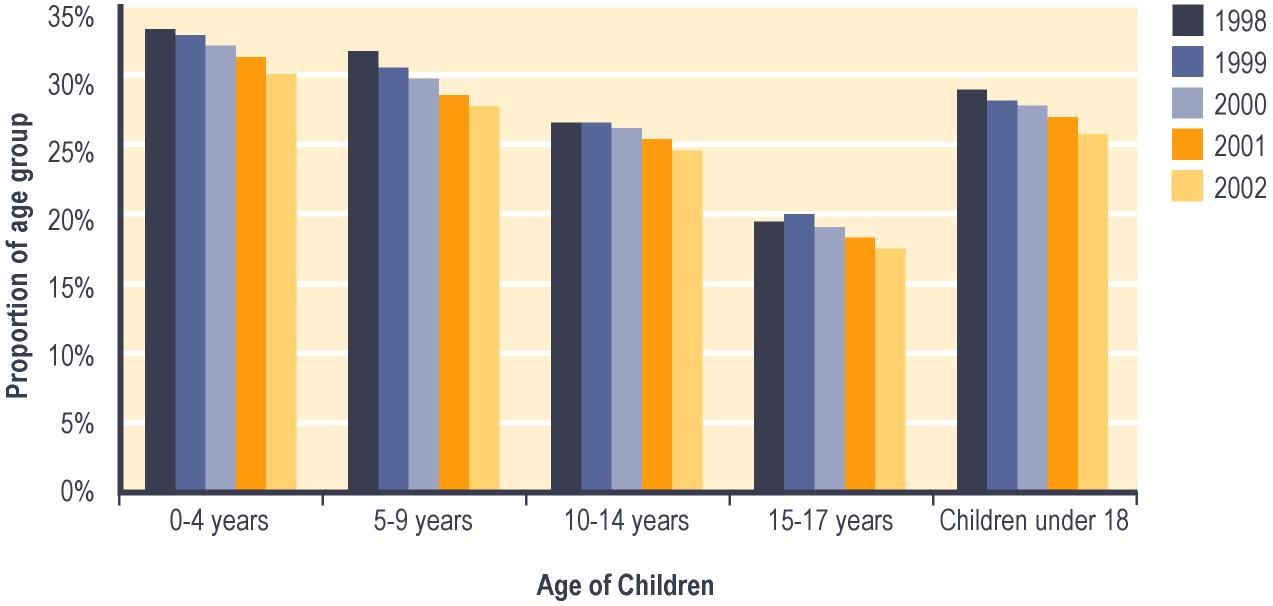 35%
30%
25%
20%
15%
10%
5%
0%
Proportion of age group
0-4 years
5-9 years
10-14 years
15-17 years
Children under 18
Age of Children
1998
1999
2000
2001
2002